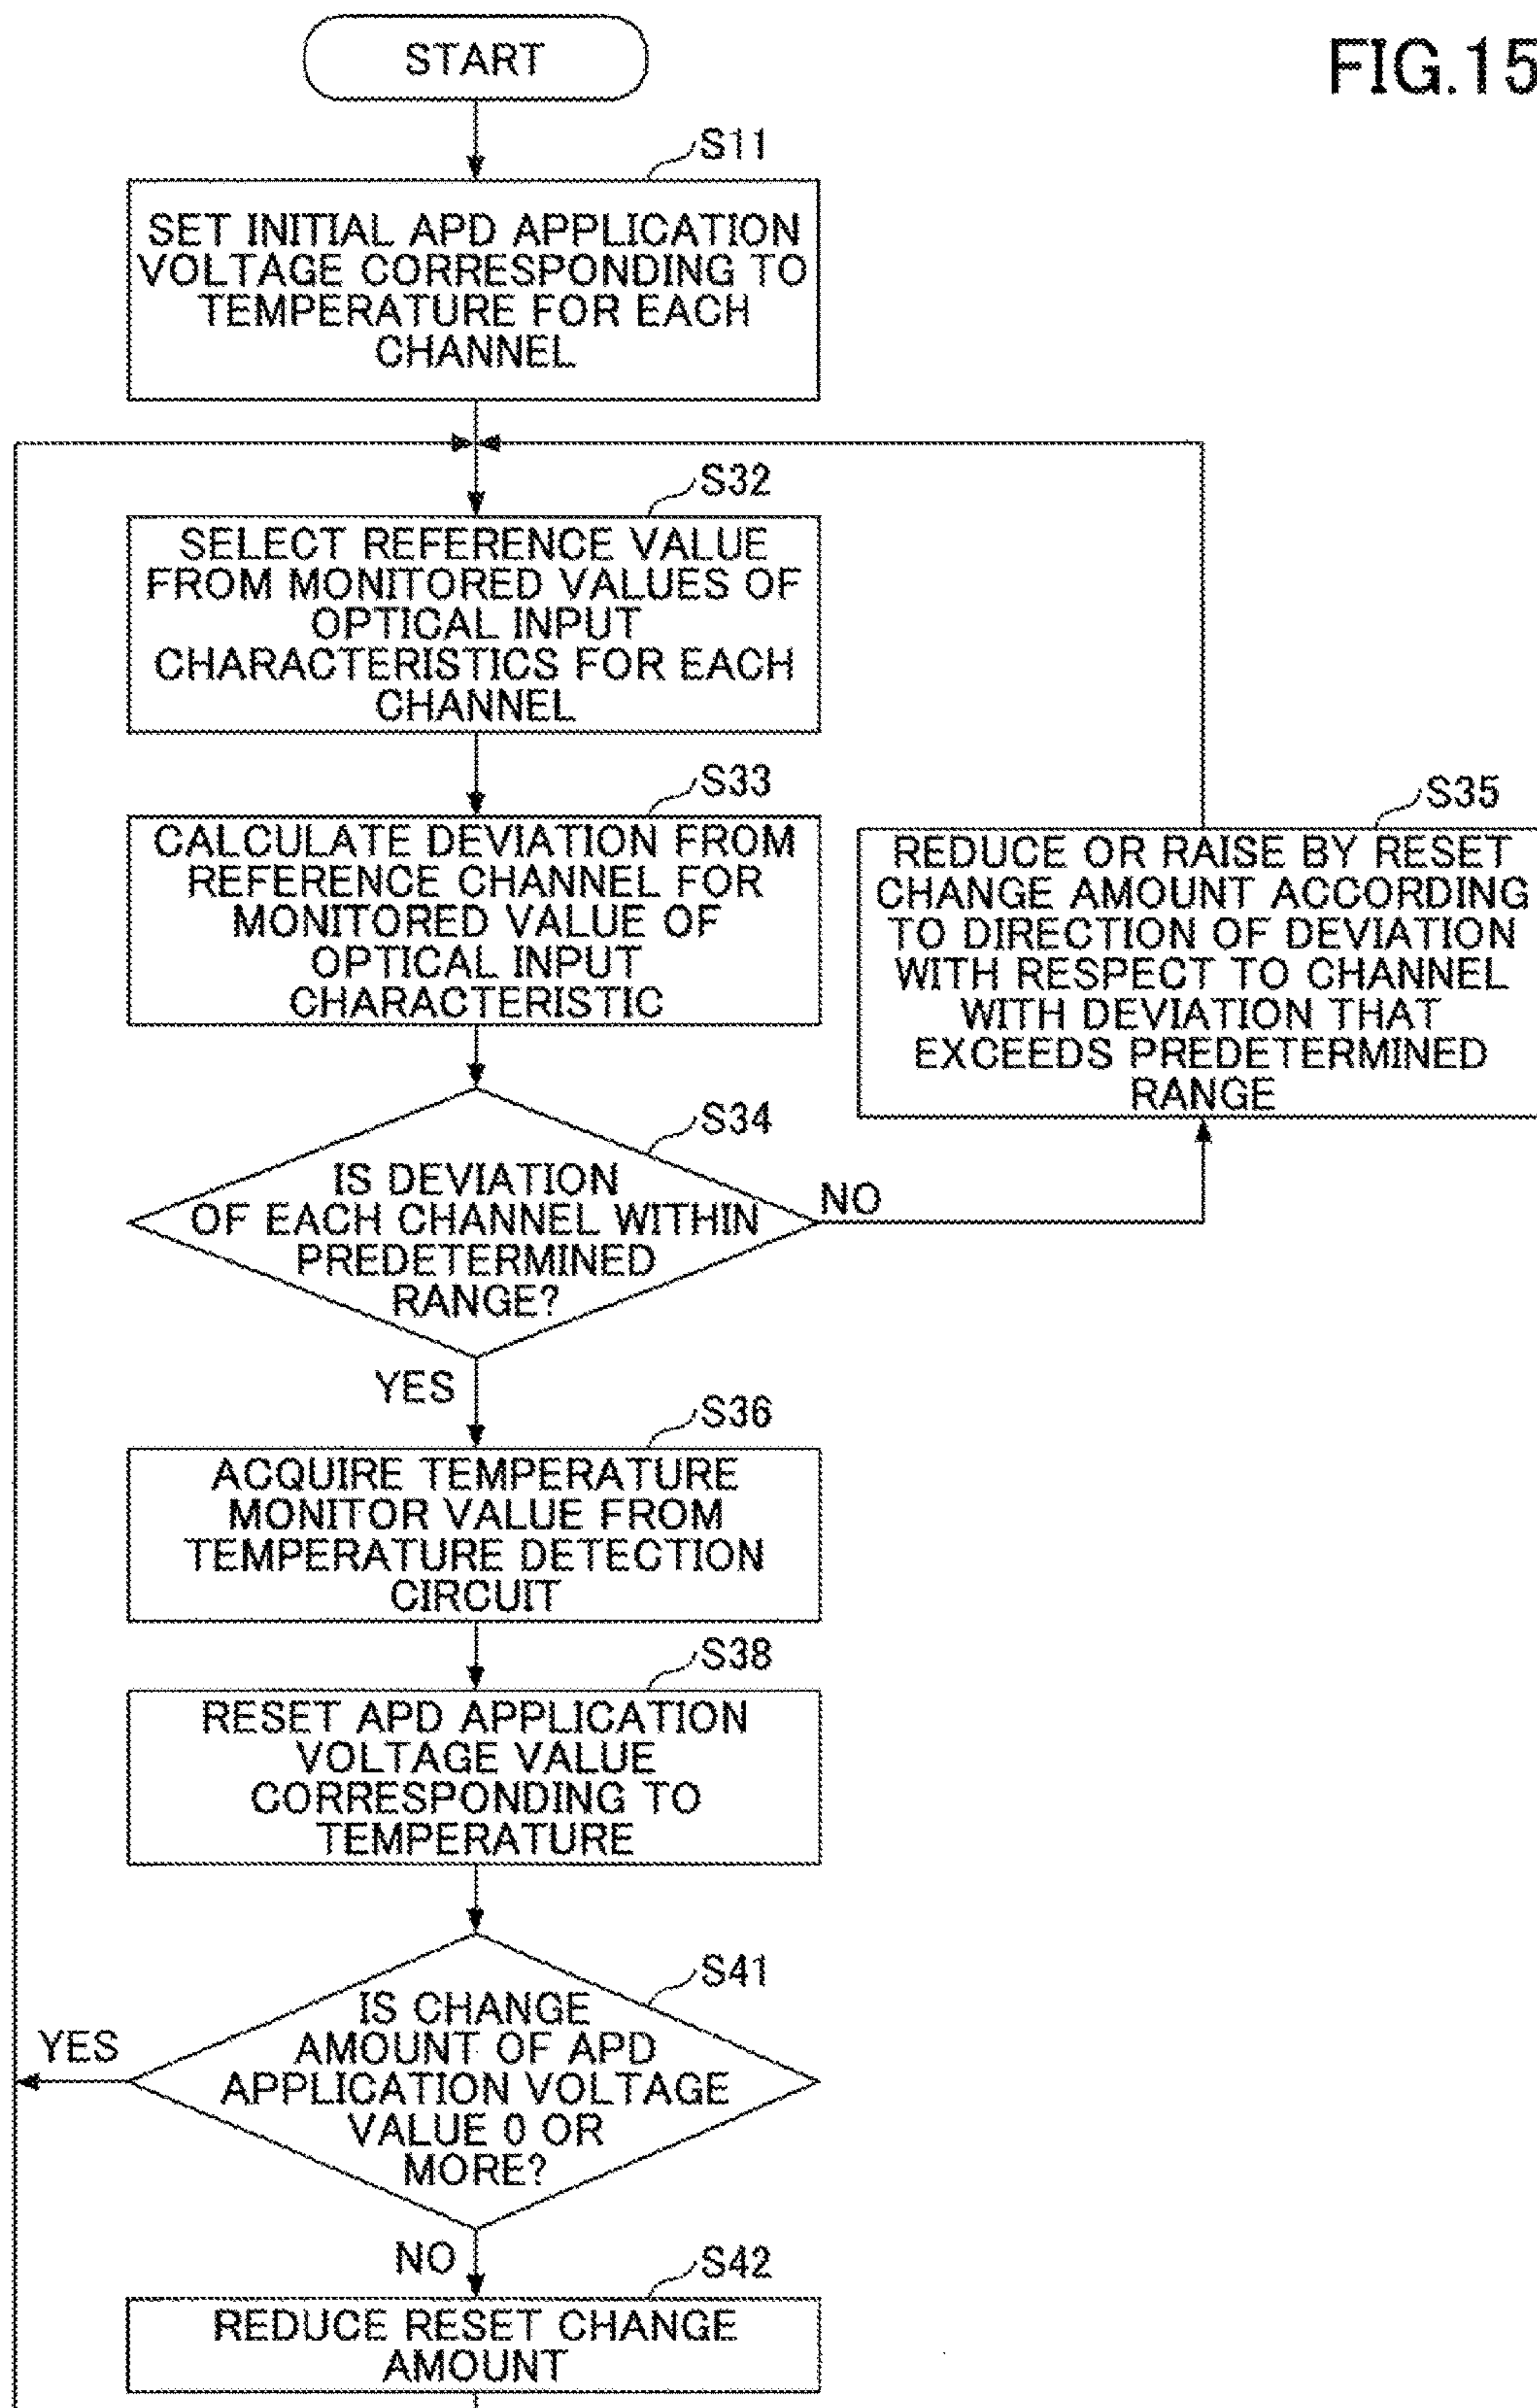 FIG.15
START
S11
SET INITIAL APD APPLICATION
VOLTAGE CORRESPONDING TO
TEMPERATURE FOR EACH
CHANNEL
S32
SELECT REFERENCE VALUE
FROM MONITORED VALUES OF
OPTICAL INPUT
CHARACTERISTICS FOR EACH
CHANNEL
S33
CALCULATE DEVIATION FROM
REFERENCE CHANNEL FOR
MONITORED VALUE OF
OPTICAL INPUT
CHARACTERISTIC
S35
REDUCE OR RAISE BY RESET
CHANGE AMOUNT ACCORDING
TO DIRECTION OF DEVIATION
WITH RESPECT TO CHANNEL
WITH DEVIATION THAT
EXCEEDS PREDETERMINED
RANGE
S34
IS DEVIATION
OF EACH CHANNEL WITHIN
PREDETERMINED
RANGE?
NO
YES
S36
ACQUIRE TEMPERATURE
MONITOR VALUE FROM
TEMPERATURE DETECTION
CIRCUIT
S38
RESET APD APPLICATION
VOLTAGE VALUE
CORRESPONDING TO
TEMPERATURE
S41
IS CHANGE
AMOUNT OF APD
APPLICATION VOLTAGE
VALUE 0 OR
MORE?
YES
NO
S42
REDUCE RESET CHANGE
AMOUNT